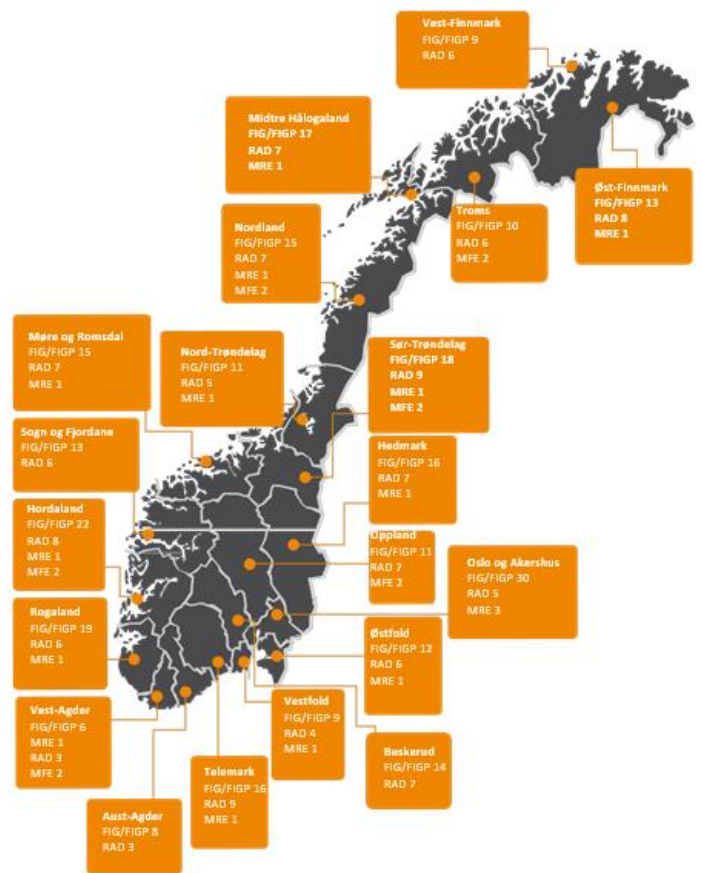 Vest-Finnmark
FIG/FIGP 9
RAD 6
Midtre Hålogaland
FIG/FIGP 17
RAD 7
MRE 1
Øst-Finnmark
FIG/FIGP 13
RAD 8
MRE 1
Troms
FIG/FIGP 10
RAD 6
MFE 2
Nordland
FIG/FIGP 15
RAD 7
MRE 1
MFE 2
Møre og Romsdal
FIG/FIGP 15
RAD 7
MRE 1
Nord-Trøndelag
FIG/FIGP 11
RAD 5
MRE 1
Sør-Trøndelag
FIG/FIGP 18
RAD 9
MRE 1
MFE 2
Sogn og Fjordane
FIG/FIGP 13
RAD 6
Hedmark
FIG/FIGP 16
RAD 7
MRE 1
Hordaland
FIG/FIGP 22
RAD 8
MRE 1
MFE 2
Oppland
FIG/FIGP 11
RAD 7
MFE 2
Oslo og Akershus
FIG/FIGP 30
RAD 5
MRE 3
Rogaland
FIG/FIGP 19
RAD 6
MRE 1
Østfold
FIG/FIGP 12
RAD 6
MRE 1
Vest-Agder
FIG/FIGP 6
MRE 1
RAD 3
MFE 2
Vestfold
FIG/FIGP 9
RAD 4
MRE 1
Buskerud
FIG/FIGP 14
RAD 7
Telemark
FIG/FIGP 16
RAD 9
MRE 1
Aust-Agder
FIG/FIGP 8
RAD 3